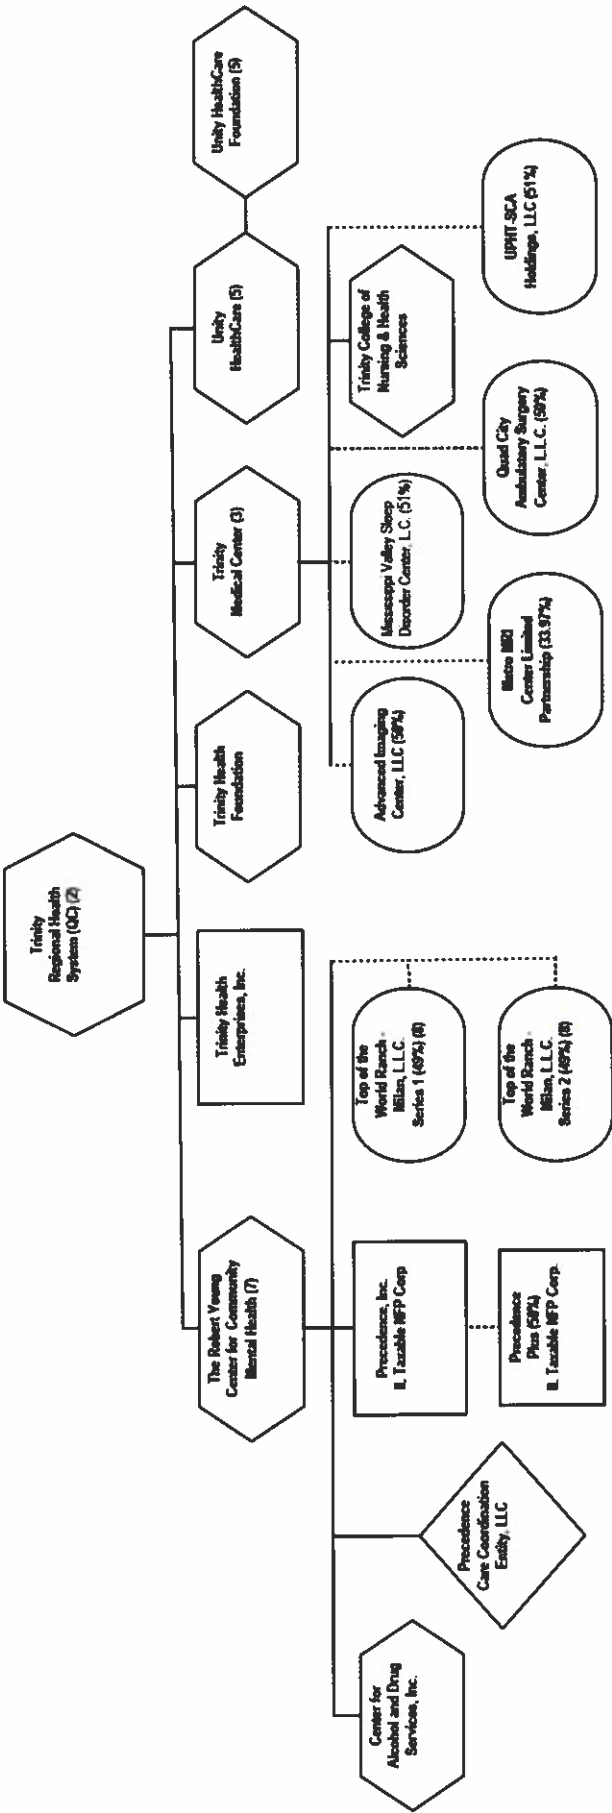 Trinity
Regional Health
System (QC) (2)
The Robert Young
Center for Community
Mental Health (7)
Trinity Health
Enterprises, Inc.
Trinity Health
Foundation
Trinity
Medical Center (3)
Unity
HealthCare (5)
Unity HealthCare
Foundation (5)
Center for
Alcohol and Drug
Services, Inc.
Precedence
Care Coordination
Entity, LLC
Precedence, Inc.
IL Taxable NFP Corp
Precedence
Plus (50%)
IL Taxable NFP Corp.
Top of the
World Ranch -
Milan, L.L.C.
Series 1 (49%) (8)
Top of the
World Ranch -
Milan, L.L.C.
Series 2 (49%) (8)
Advanced Imaging
Center, LLC (50%)
Mississippi Valley Sleep
Disorder Center, L.C. (51%)
Trinity College of
Nursing & Health
Sciences
Metro MRI
Center Limited
Partnership (33.97%)
Quad City
Ambulatory Surgery
Center, L.L.C. (50%)
UPHT-SCA
Holdings, LLC (51%)